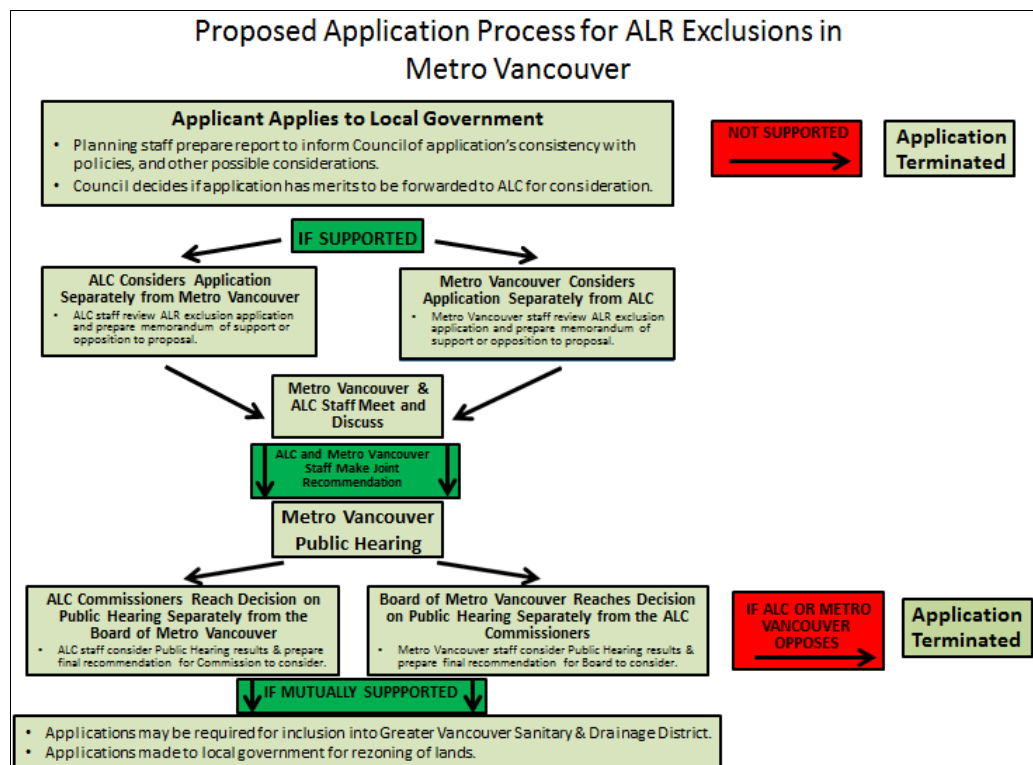 Proposed Application Process for ALR Exclusions in
Metro Vancouver
Applicant Applies to Local Government
• Planning staff prepare report to inform Council of application's consistency with
policies, and other possible considerations.
• Council decides if application has merits to be forwarded to ALC for consideration.
NOT SUPPORTED
Application
Terminated
IF SUPPORTED
ALC Considers Application
Separately from Metro Vancouver
• ALC staff review ALR exclusion application
and prepare memorandum of support or
opposition to proposal.
Metro Vancouver Considers
Application Separately from ALC
• Metro Vancouver staff review ALR exclusion
application and prepare memorandum of
support or opposition to proposal.
Metro Vancouver &
ALC Staff Meet and
Discuss
ALC and Metro Vancouver
Staff Make Joint
Recommendation
Metro Vancouver
Public Hearing
ALC Commissioners Reach Decision on
Public Hearing Separately from the
Board of Metro Vancouver
• ALC staff consider Public Hearing results & prepare
final recommendation for Commission to consider.
Board of Metro Vancouver Reaches Decision
on Public Hearing Separately from the ALC
Commissioners
• Metro Vancouver staff consider Public Hearing results &
prepare final recommendation for Board to consider.
IF ALC OR METRO
VANCOUVER
OPPOSES
Application
Terminated
IF MUTUALLY SUPPPORTED
• Applications may be required for inclusion into Greater Vancouver Sanitary & Drainage District.
• Applications made to local government for rezoning of lands.